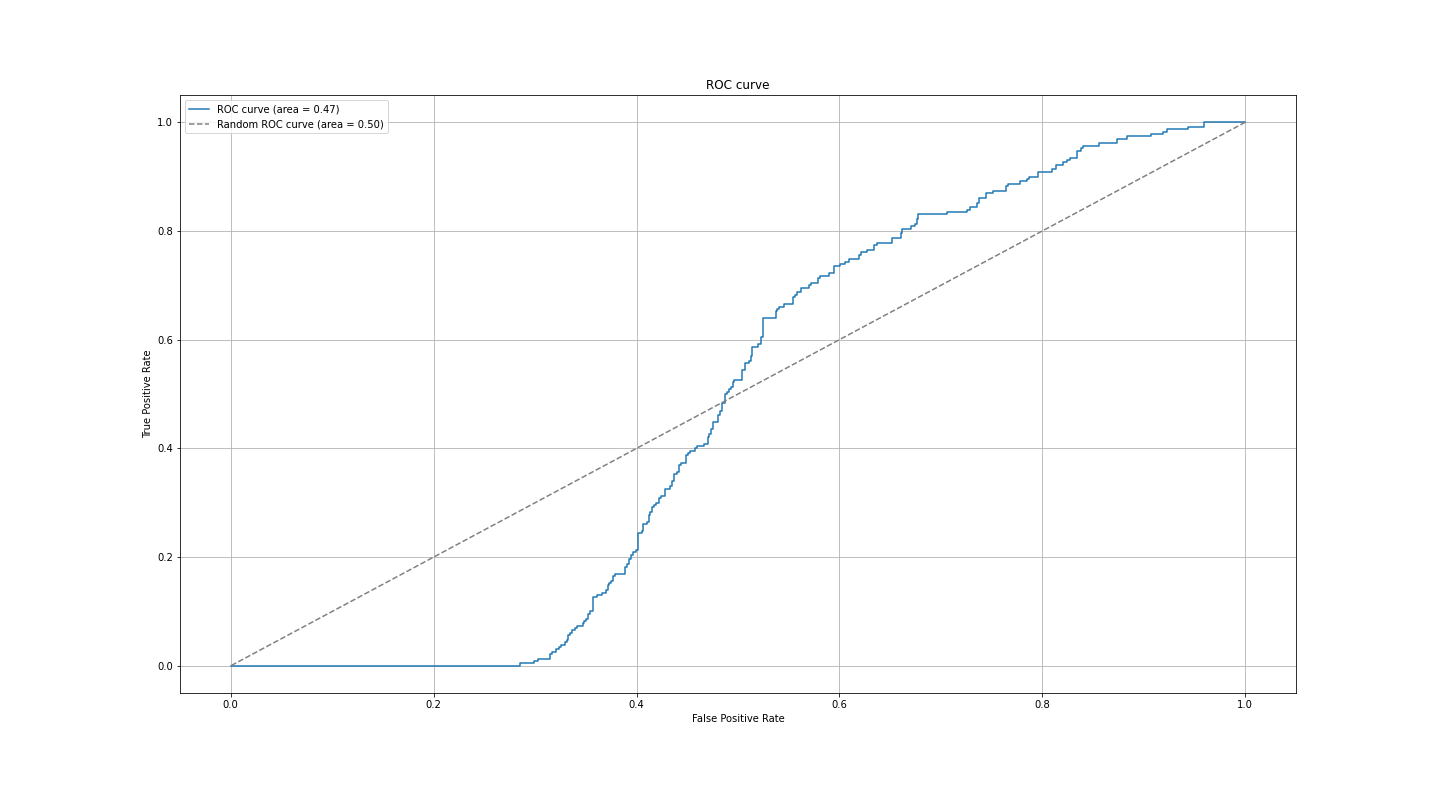 ROC curve
ROC curve (area = 0.47)
Random ROC curve (area = 0.50)
1.0
0.8
0.6
0.4
0.2
0.0
True Positive Rate
0.0 0.2 0.4 0.6 0.8 1.0
False Positive Rate